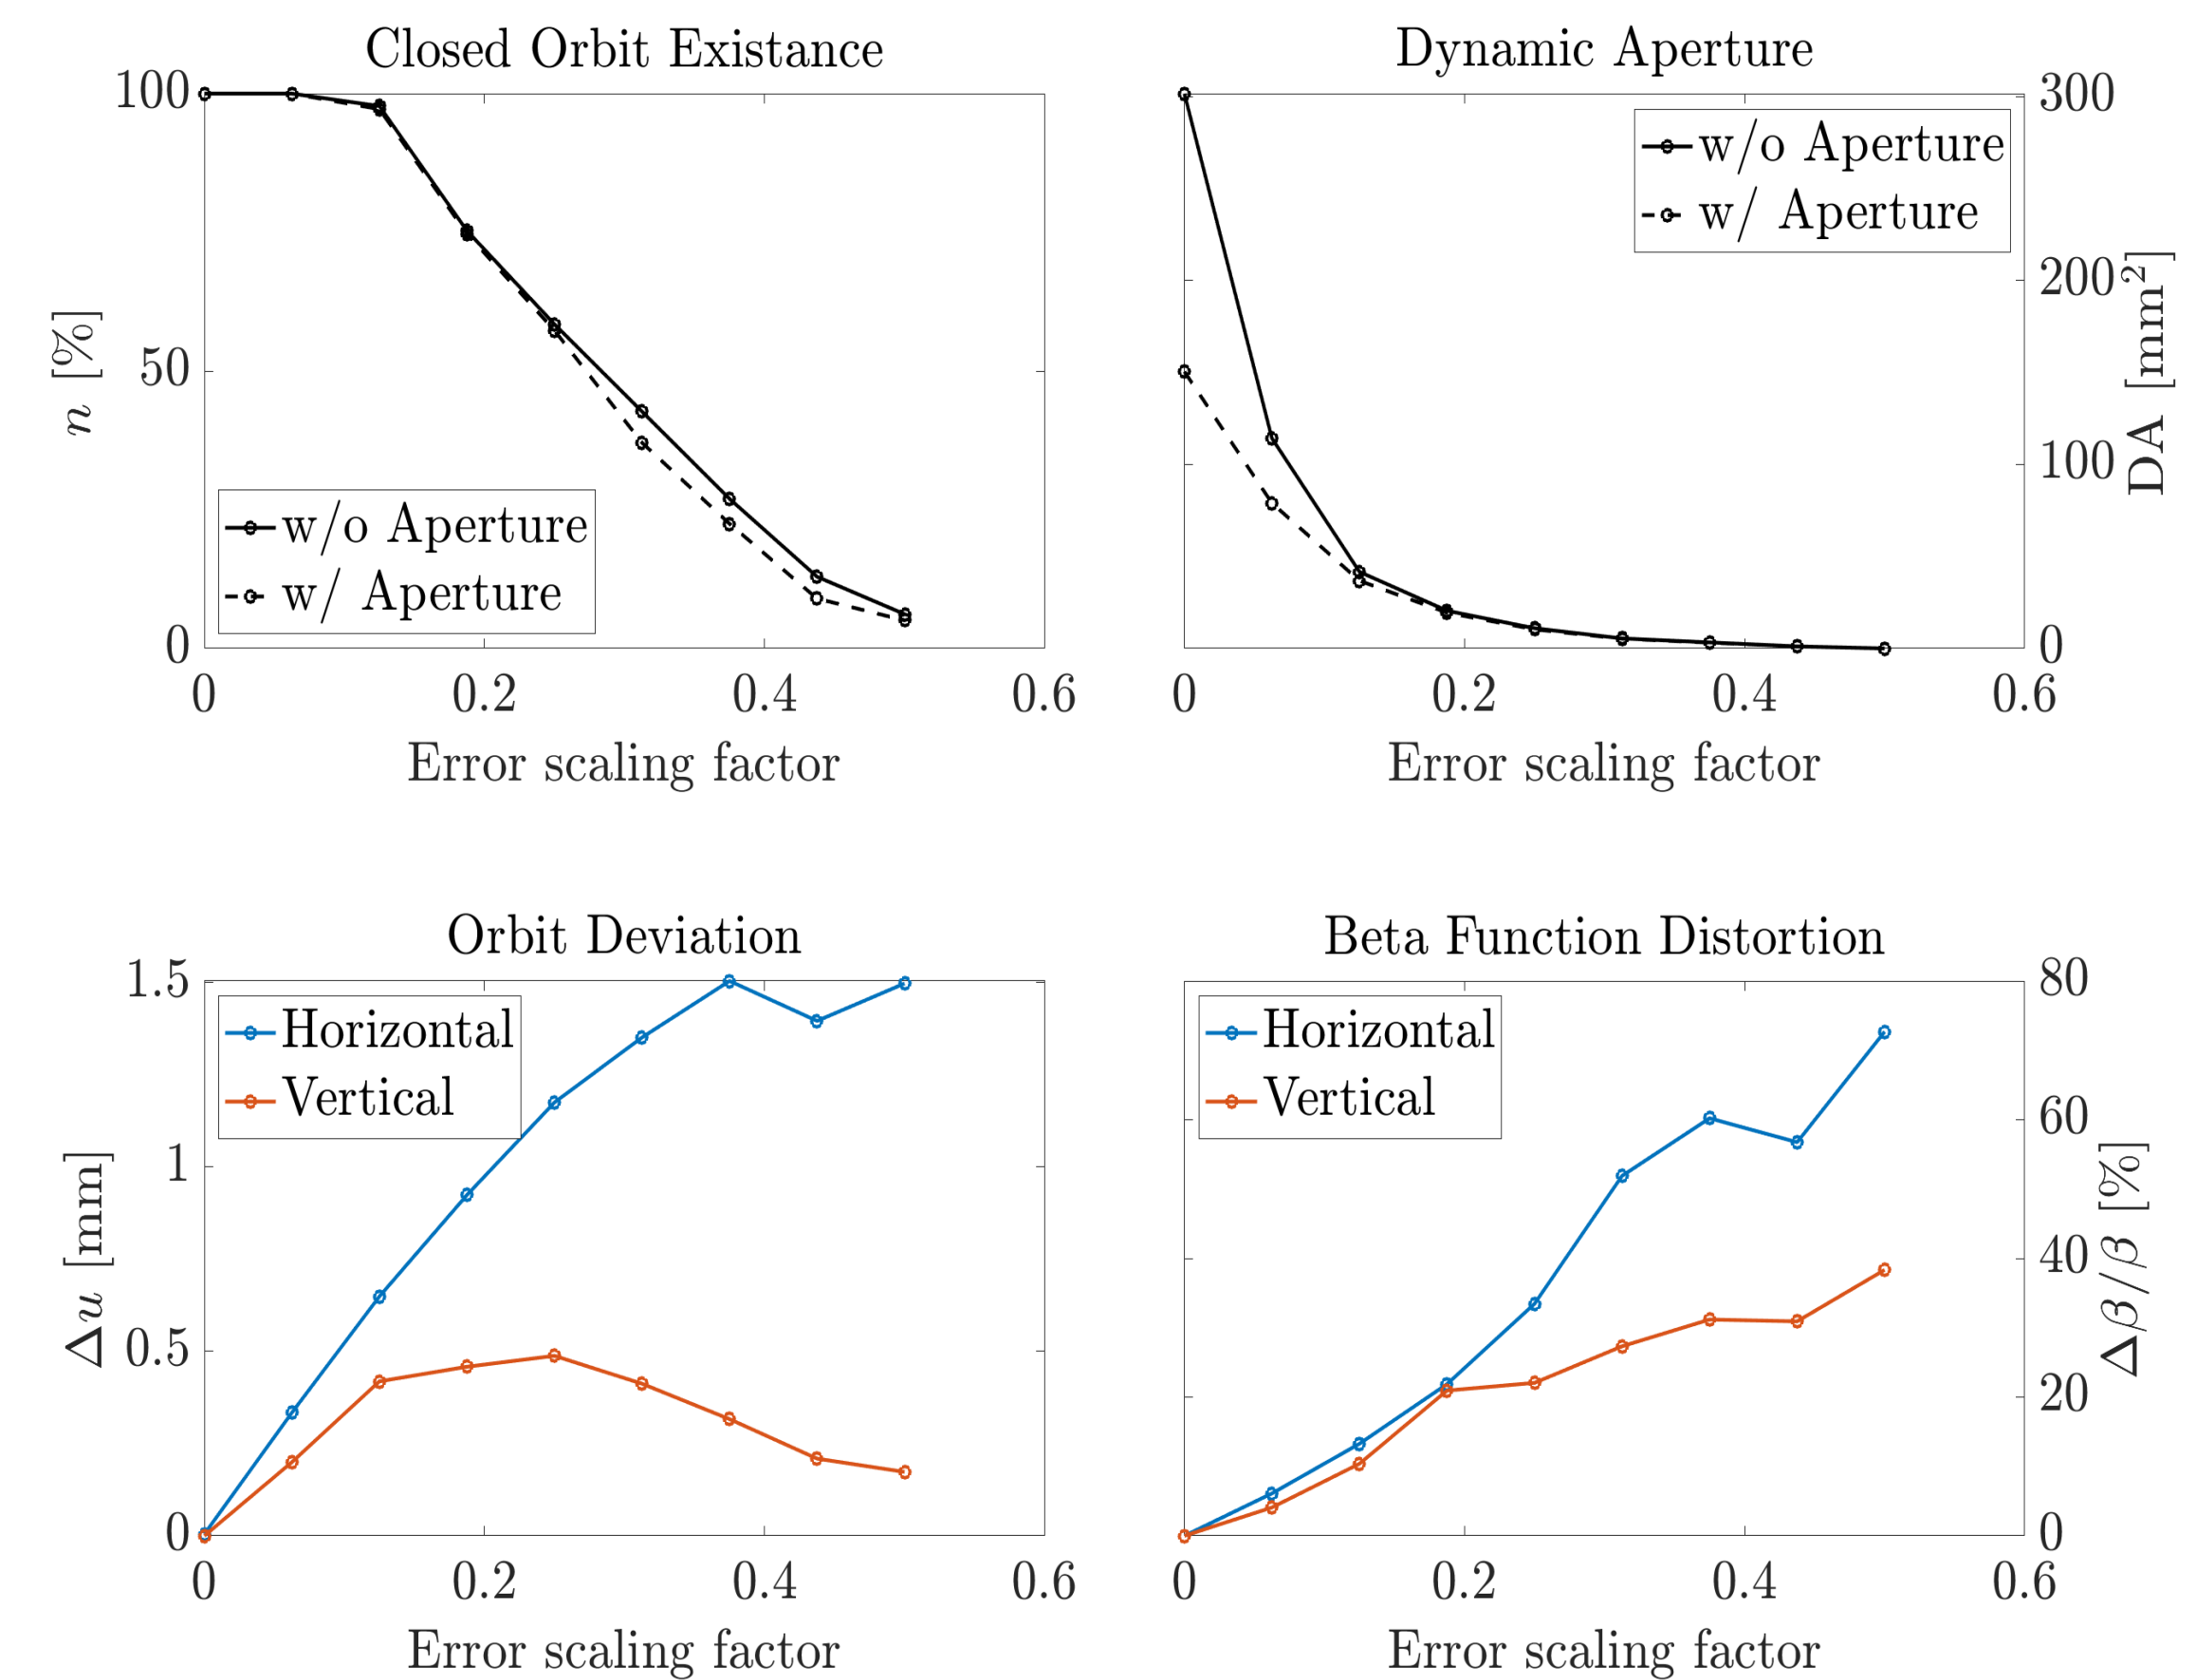 Closed Orbit Existance
100
50
0
n [%]
w/o Aperture
w/ Aperture
0 0.2 0.4 0.6
Error scaling factor
Dynamic Aperture
w/o Aperture
w/ Aperture
300
200
100
0
DA [mm²]
0 0.2 0.4 0.6
Error scaling factor
Orbit Deviation
1.5
1
0.5
0
Δu [mm]
Horizontal
Vertical
0 0.2 0.4 0.6
Error scaling factor
Beta Function Distortion
Horizontal
Vertical
80
60
40
20
0
Δβ/β [%]
0 0.2 0.4 0.6
Error scaling factor